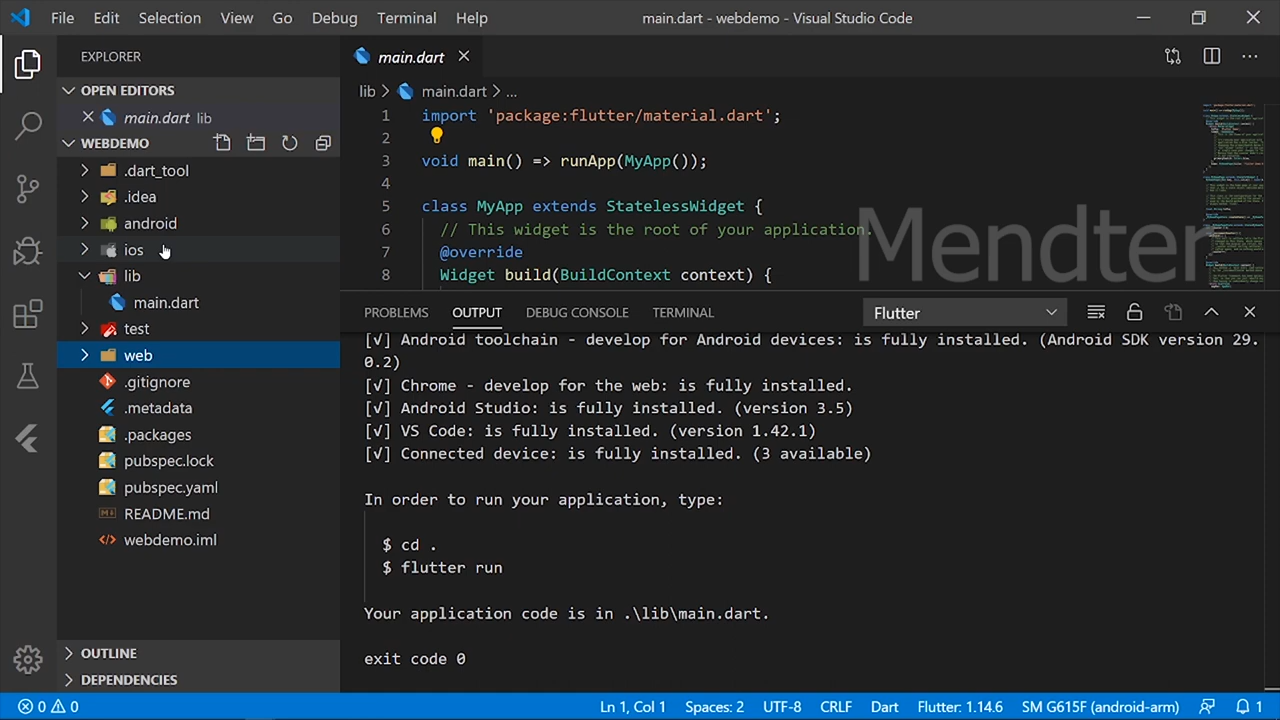 File Edit Selection View Go Debug Terminal Help main.dart - webdemo - Visual Studio Code
EXPLORER
OPEN EDITORS
main.dart lib
WEBDEMO
.dart_tool
.idea
android
ios
lib
main.dart
test
web
.gitignore
.metadata
.packages
pubspec.lock
pubspec.yaml
README.md
webdemo.iml
OUTLINE
DEPENDENCIES
main.dart
lib > main.dart > ...
1 import 'package:flutter/material.dart';
2
3 void main() => runApp(MyApp());
4
5 class MyApp extends StatelessWidget {
6 // This widget is the root of your application.
7 @override
8 Widget build(BuildContext context) {
Mendter
PROBLEMS OUTPUT DEBUG CONSOLE TERMINAL Flutter
[√] Android toolchain - develop for Android devices: is fully installed. (Android SDK version 29.
0.2)
[√] Chrome - develop for the web: is fully installed.
[√] Android Studio: is fully installed. (version 3.5)
[√] VS Code: is fully installed. (version 1.42.1)
[√] Connected device: is fully installed. (3 available)
In order to run your application, type:
$ cd .
$ flutter run
Your application code is in .\lib\main.dart.
exit code 0
0 0 Ln 1, Col 1 Spaces: 2 UTF-8 CRLF Dart Flutter: 1.14.6 SM G615F (android-arm) 1